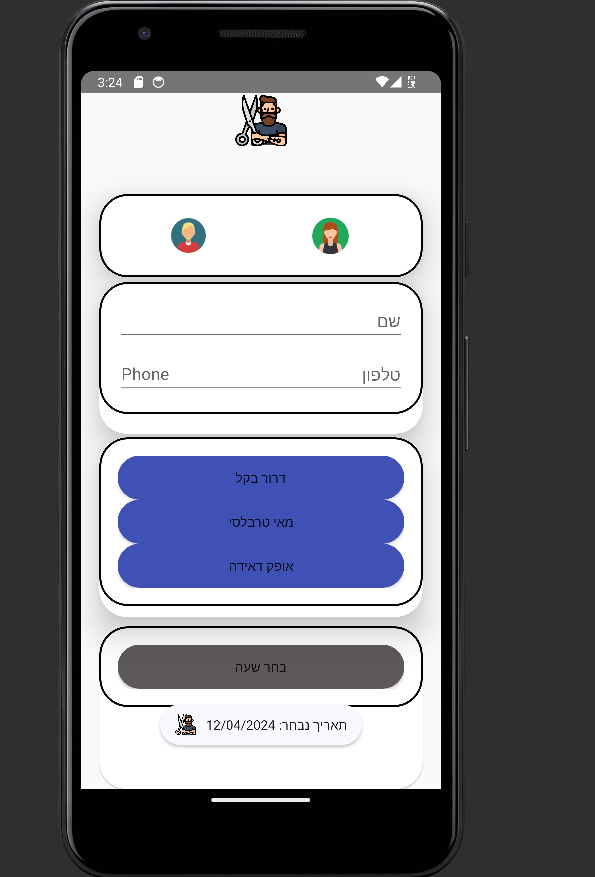 3:24
שם
טלפון Phone
דרור בקל
מאי טרבלסי
אופק דאידה
בחר שעה
תאריך נבחר: 12/04/2024